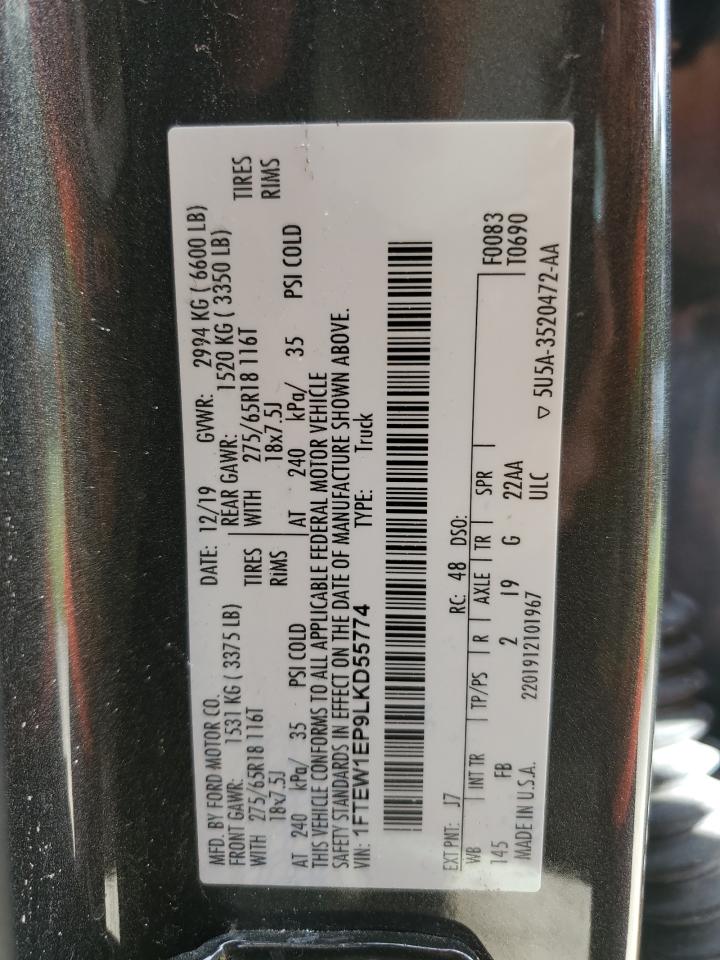 MFD. BY FORD MOTOR CO. DATE: 12/19 GVWR: 2994 KG ( 6600 LB)
FRONT GAWR: 1531 KG ( 3375 LB) REAR GAWR: 1520 KG ( 3350 LB)
WITH 275/65R18 116T TIRES WITH 275/65R18 116T TIRES
18x7.5J RIMS 18x7.5J RIMS
AT 240 kPa/ 35 PSI COLD AT 240 kPa/ 35 PSI COLD
THIS VEHICLE CONFORMS TO ALL APPLICABLE FEDERAL MOTOR VEHICLE
SAFETY STANDARDS IN EFFECT ON THE DATE OF MANUFACTURE SHOWN ABOVE.
VIN: 1FTEW1EP9LKD55774 TYPE: Truck
EXT PNT: J7 RC: 48 DSO:
WB INT TR TP/PS R AXLE TR SPR F0083
145 FB 2 19 G 22AA T0690
MADE IN U.S.A. 2201912101967 ULC
▽ 5U5A-3520472-AA